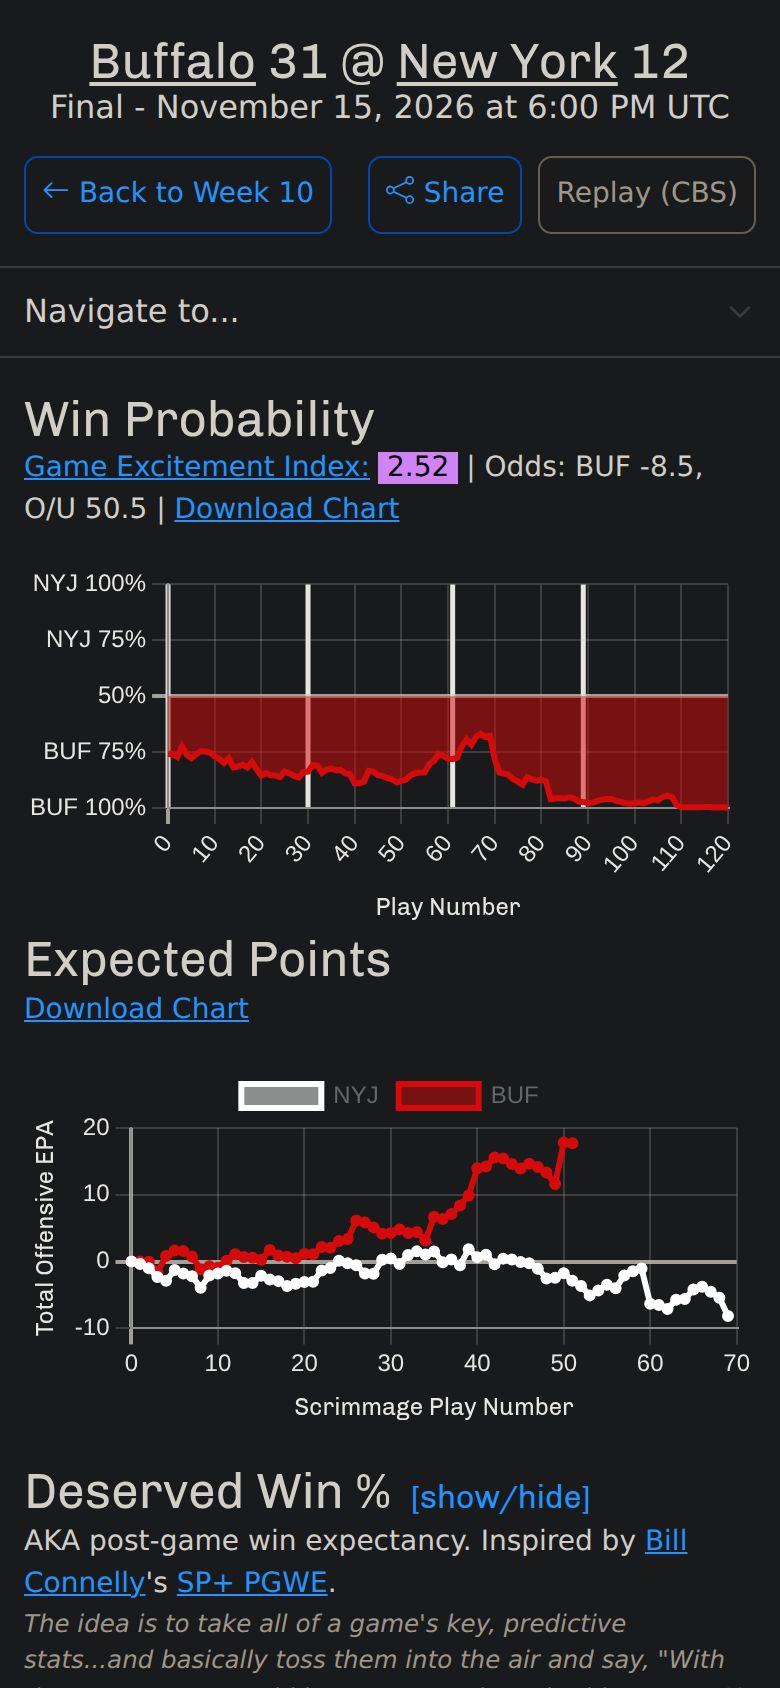 Buffalo 31 @ New York 12
Final - November 15, 2026 at 6:00 PM UTC
← Back to Week 10
Share
Replay (CBS)
Navigate to...
Win Probability
Game Excitement Index: 2.52 | Odds: BUF -8.5,
O/U 50.5 | Download Chart
NYJ 100%
NYJ 75%
50%
BUF 75%
BUF 100%
0 10 20 30 40 50 60 70 80 90 100 110 120
Play Number
Expected Points
Download Chart
NYJ BUF
Total Offensive EPA
20
10
0
-10
0 10 20 30 40 50 60 70
Scrimmage Play Number
Deserved Win % [show/hide]
AKA post-game win expectancy. Inspired by Bill
Connelly's SP+ PGWE.
The idea is to take all of a game's key, predictive
stats...and basically toss them into the air and say, "With